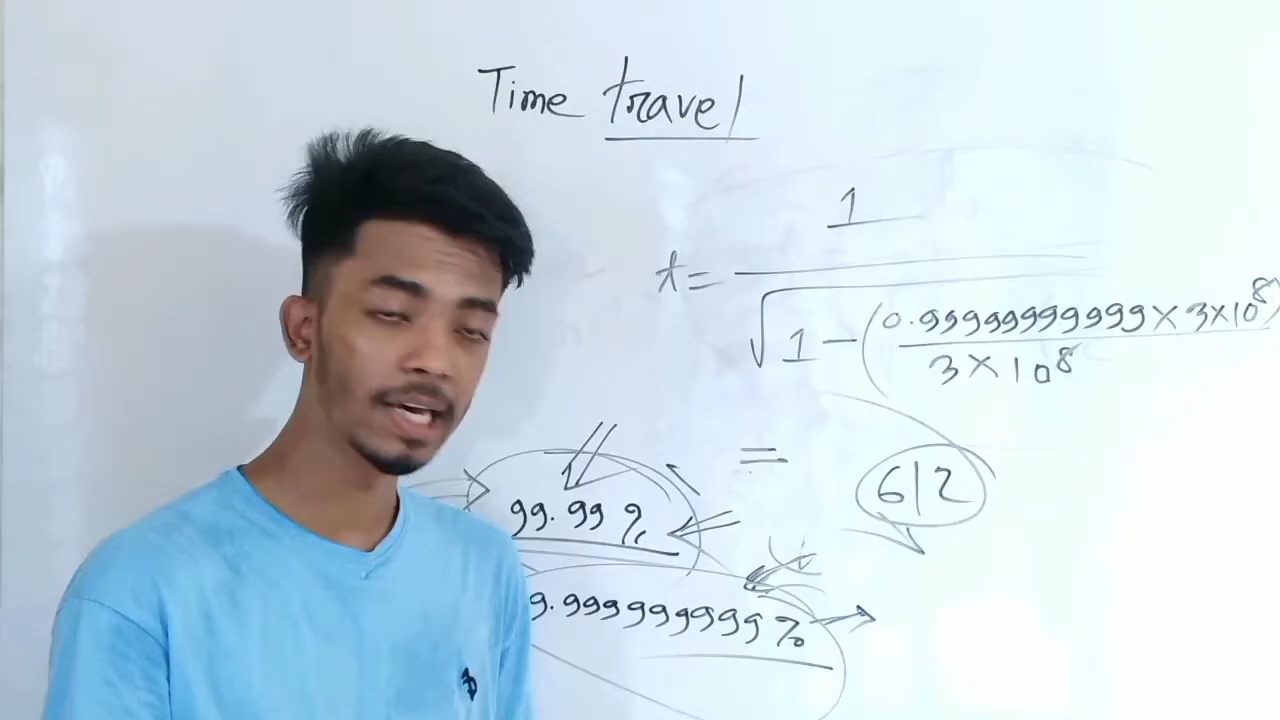 Time travel
1
t =
√1 - (0.99999999999 × 3 × 10⁸)
3 × 10⁸
=
612
99.99 %
9.999999999 %